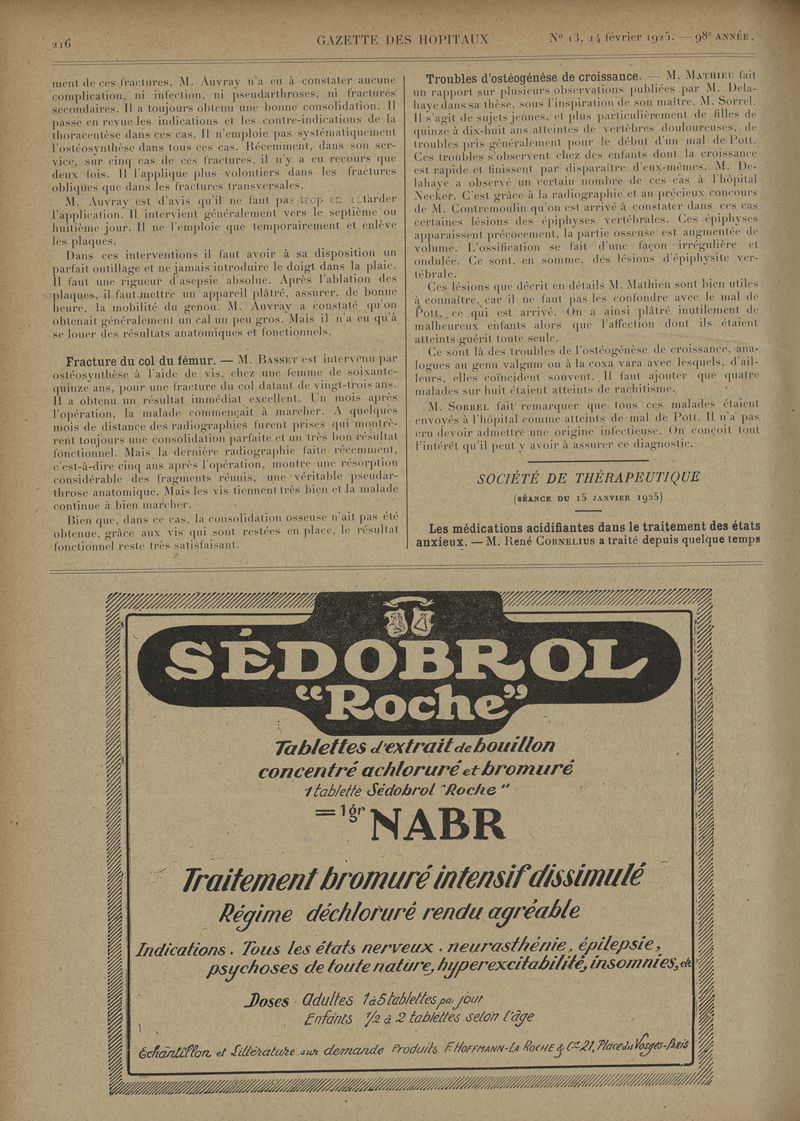 216
GAZETTE DES HOPITAUX
N° 13, 14 février 1925. — 98e ANNÉE.
ment de ces fractures, M. Auvray n'a eu à constater aucune
complication, ni infection, ni pseudarthroses, ni fractures
secondaires. Il a toujours obtenu une bonne consolidation. Il
passe en revue les indications et les contre-indications de la
thoracentèse dans ces cas. Il n'emploie pas systématiquement
l'ostéosynthèse dans tous ces cas. Récemment, dans son ser-
vice, sur cinq cas de ces fractures, il n'y a eu recours que
deux fois. Il l'applique plus volontiers dans les fractures
obliques que dans les fractures transversales.
M. Auvray est d'avis qu'il ne faut pas trop en retarder
l'application. Il intervient généralement vers le septième ou
huitième jour. Il ne l'emploie que temporairement et enlève
les plaques.
Dans ces interventions il faut avoir à sa disposition un
parfait outillage et ne jamais introduire le doigt dans la plaie.
Il faut une rigueur d'asepsie absolue. Après l'ablation des
plaques, il faut mettre un appareil plâtré, assurer, de bonne
heure, la mobilité du genou. M. Auvray a constaté qu'on
obtenait généralement un cal un peu gros. Mais il n'a eu qu'à
se louer des résultats anatomiques et fonctionnels.
Fracture du col du fémur. — M. BASSET est intervenu par
ostéosynthèse à l'aide de vis, chez une femme de soixante-
quinze ans, pour une fracture du col datant de vingt-trois ans.
Il a obtenu un résultat immédiat excellent. Un mois après
l'opération, la malade commençait à marcher. A quelques
mois de distance des radiographies furent prises qui montrè-
rent toujours une consolidation parfaite et un très bon résultat
fonctionnel. Mais la dernière radiographie faite récemment,
c'est-à-dire cinq ans après l'opération, montre une résorption
considérable des fragments réunis, une véritable pseudar-
throse anatomique. Mais les vis tiennent très bien et la malade
continue à bien marcher.
Bien que, dans ce cas, la consolidation osseuse n'ait pas été
obtenue, grâce aux vis qui sont restées en place, le résultat
fonctionnel reste très satisfaisant.
Troubles d'ostéogénèse de croissance. — M. MATHIEU fait
un rapport sur plusieurs observations publiées par M. Dela-
haye dans sa thèse, sous l'inspiration de son maître, M. Sorrel.
Il s'agit de sujets jeunes, et plus particulièrement de filles de
quinze à dix-huit ans atteintes de vertèbres douloureuses, de
troubles pris généralement pour le début d'un mal de Pott.
Ces troubles s'observent chez des enfants dont la croissance
est rapide et finissent par disparaître d'eux-mêmes. M. De-
lahaye a observé un certain nombre de ces cas à l'hôpital
Necker. C'est grâce à la radiographie et au précieux concours
de M. Contremoulin qu'on est arrivé à constater dans ces cas
certaines lésions des épiphyses vertébrales. Ces épiphyses
apparaissent précocement, la partie osseuse est augmentée de
volume. L'ossification se fait d'une façon irrégulière et
ondulée. Ce sont, en somme, des lésions d'épiphysite ver-
tébrale.
Ces lésions que décrit en détails M. Mathieu sont bien utiles
à connaître, car il ne faut pas les confondre avec le mal de
Pott, ce qui est arrivé. On a ainsi plâtré inutilement de
malheureux enfants alors que l'affection dont ils étaient
atteints guérit toute seule.
Ce sont là des troubles de l'ostéogénèse de croissance, ana-
logues au genu valgum ou à la coxa vara avec lesquels, d'ail-
leurs, elles coïncident souvent. Il faut ajouter que quatre
malades sur huit étaient atteints de rachitisme.
M. SORREL fait remarquer que tous ces malades étaient
envoyés à l'hôpital comme atteints de mal de Pott. Il n'a pas
cru devoir admettre une origine infectieuse. On conçoit tout
l'intérêt qu'il peut y avoir à assurer ce diagnostic.
SOCIÉTÉ DE THÉRAPEUTIQUE
(SÉANCE DU 15 JANVIER 1925)
Les médications acidifiantes dans le traitement des états
anxieux. — M. René CORNELIUS a traité depuis quelque temps
SÉDOBROL
"Roche"
Tablettes d'extrait de bouillon
concentré achloruré et bromuré
1 tablette Sédobrol "Roche"
= 1gr NABR
Traitement bromuré intensif dissimulé
Régime déchloruré rendu agréable
Indications. Tous les états nerveux. neurasthénie, épilepsie,
psychoses de toute nature, hyperexcitabilité, insomnies, etc
Doses Adultes 1 à 5 tablettes par jour
Enfants 1/2 à 2 tablettes selon l'âge
Échantillon et Littérature sur demande Produits F. HOFFMANN-LA ROCHE & Cie 21, Place des Vosges-Paris